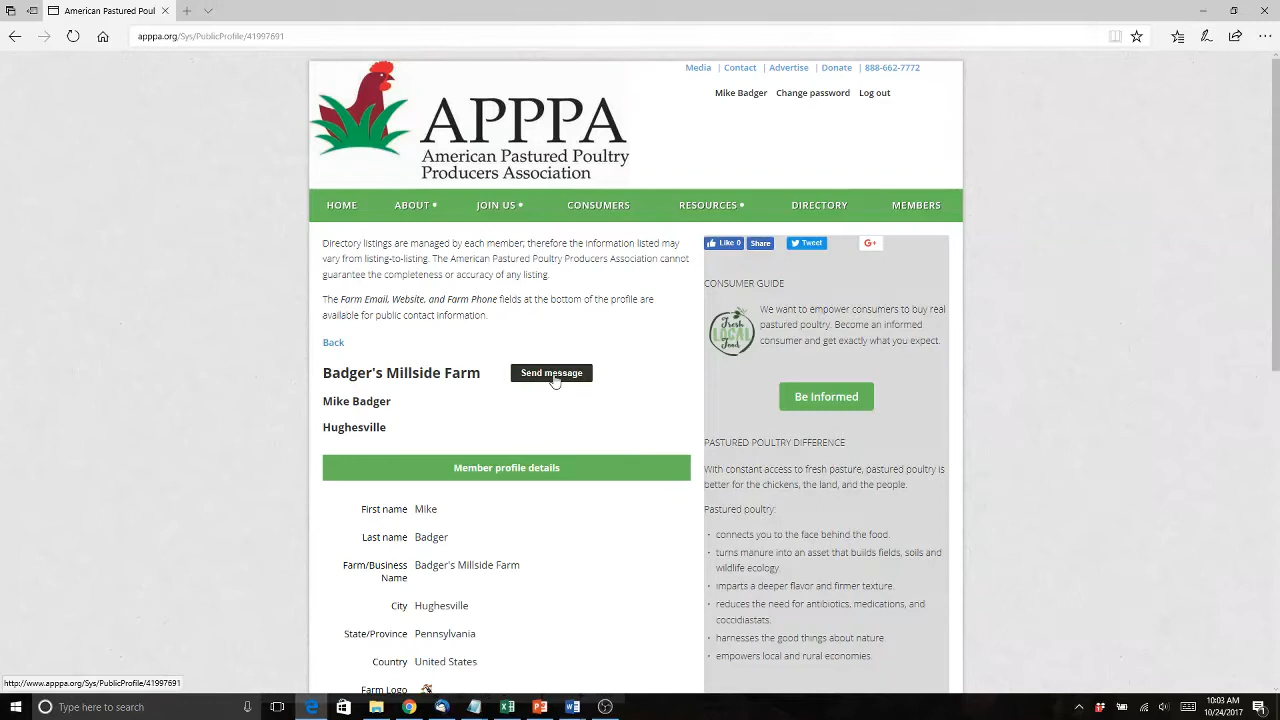 American Pastured Poul
apppa.org/Sys/PublicProfile/41997691
Media | Contact | Advertise | Donate | 888-662-7772
Mike Badger Change password Log out
APPPA
American Pastured Poultry
Producers Association
HOME ABOUT JOIN US CONSUMERS RESOURCES DIRECTORY MEMBERS
Directory listings are managed by each member, therefore the information listed may
vary from listing-to-listing. The American Pastured Poultry Producers Association cannot
guarantee the completeness or accuracy of any listing.
The Farm Email, Website, and Farm Phone fields at the bottom of the profile are
available for public contact information.
Back
Badger's Millside Farm
Send message
Mike Badger
Hughesville
Member profile details
First name Mike
Last name Badger
Farm/Business
Name
Badger's Millside Farm
City Hughesville
State/Province Pennsylvania
Country United States
Farm Logo
Like 0 Share Tweet G+
CONSUMER GUIDE
Fresh
LOCAL
Food
We want to empower consumers to buy real
pastured poultry. Become an informed
consumer and get exactly what you expect.
Be Informed
PASTURED POULTRY DIFFERENCE
With constant access to fresh pasture, pastured poultry is
better for the chickens, the land, and the people.
Pastured poultry:
connects you to the face behind the food.
turns manure into an asset that builds fields, soils and
wildlife ecology.
imparts a deeper flavor and firmer texture.
reduces the need for antibiotics, medications, and
coccidiastats.
harnesses the good things about nature
empowers local and rural economies.
http://www.apppa.org/Sys/PublicProfile/41997691
Type here to search
10:03 AM
10/24/2017